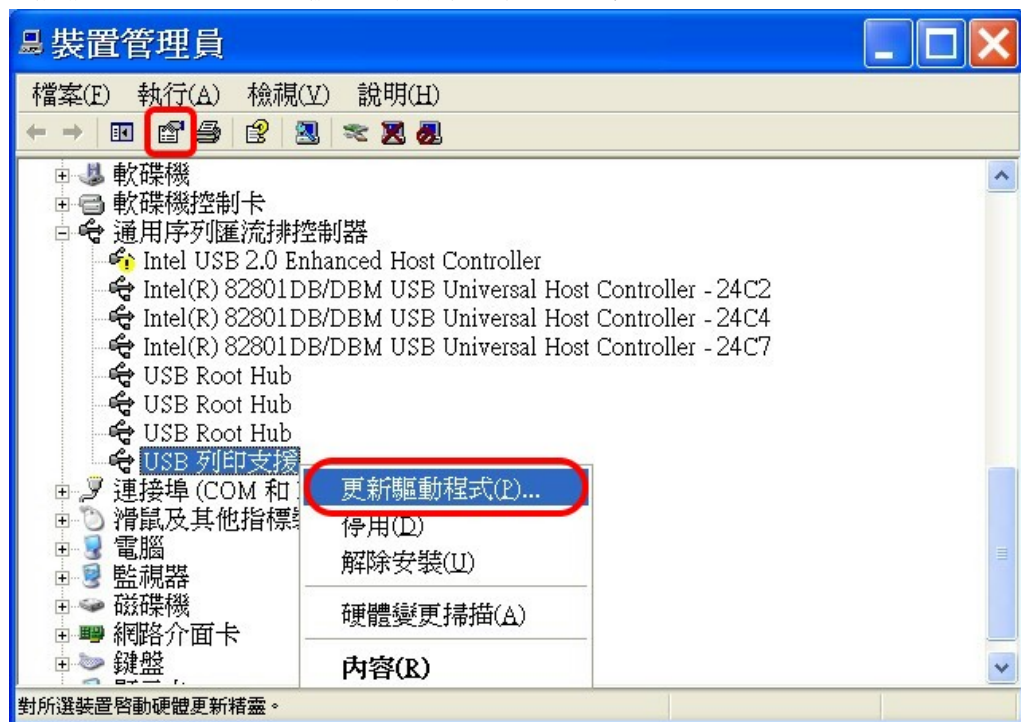 裝置管理員
檔案(F) 執行(A) 檢視(V) 說明(H)
軟碟機
軟碟機控制卡
通用序列匯流排控制器
Intel USB 2.0 Enhanced Host Controller
Intel(R) 82801DB/DBM USB Universal Host Controller - 24C2
Intel(R) 82801DB/DBM USB Universal Host Controller - 24C4
Intel(R) 82801DB/DBM USB Universal Host Controller - 24C7
USB Root Hub
USB Root Hub
USB Root Hub
USB 列印支援
連接埠 (COM 和
滑鼠及其他指標
電腦
監視器
磁碟機
網路介面卡
鍵盤
更新驅動程式(P)...
停用(D)
解除安裝(U)
硬體變更掃描(A)
內容(R)
對所選裝置啓動硬體更新精靈。